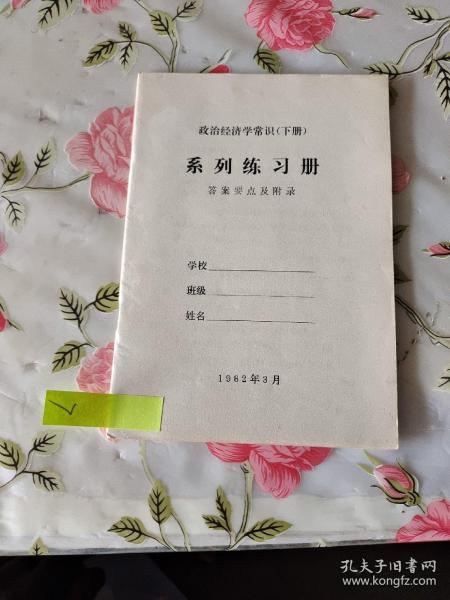 政治经济学常识(下册)
系列练习册
答案要点及附录
学校
班级
姓名
1982年3月
孔夫子旧书网
www.kongfz.com